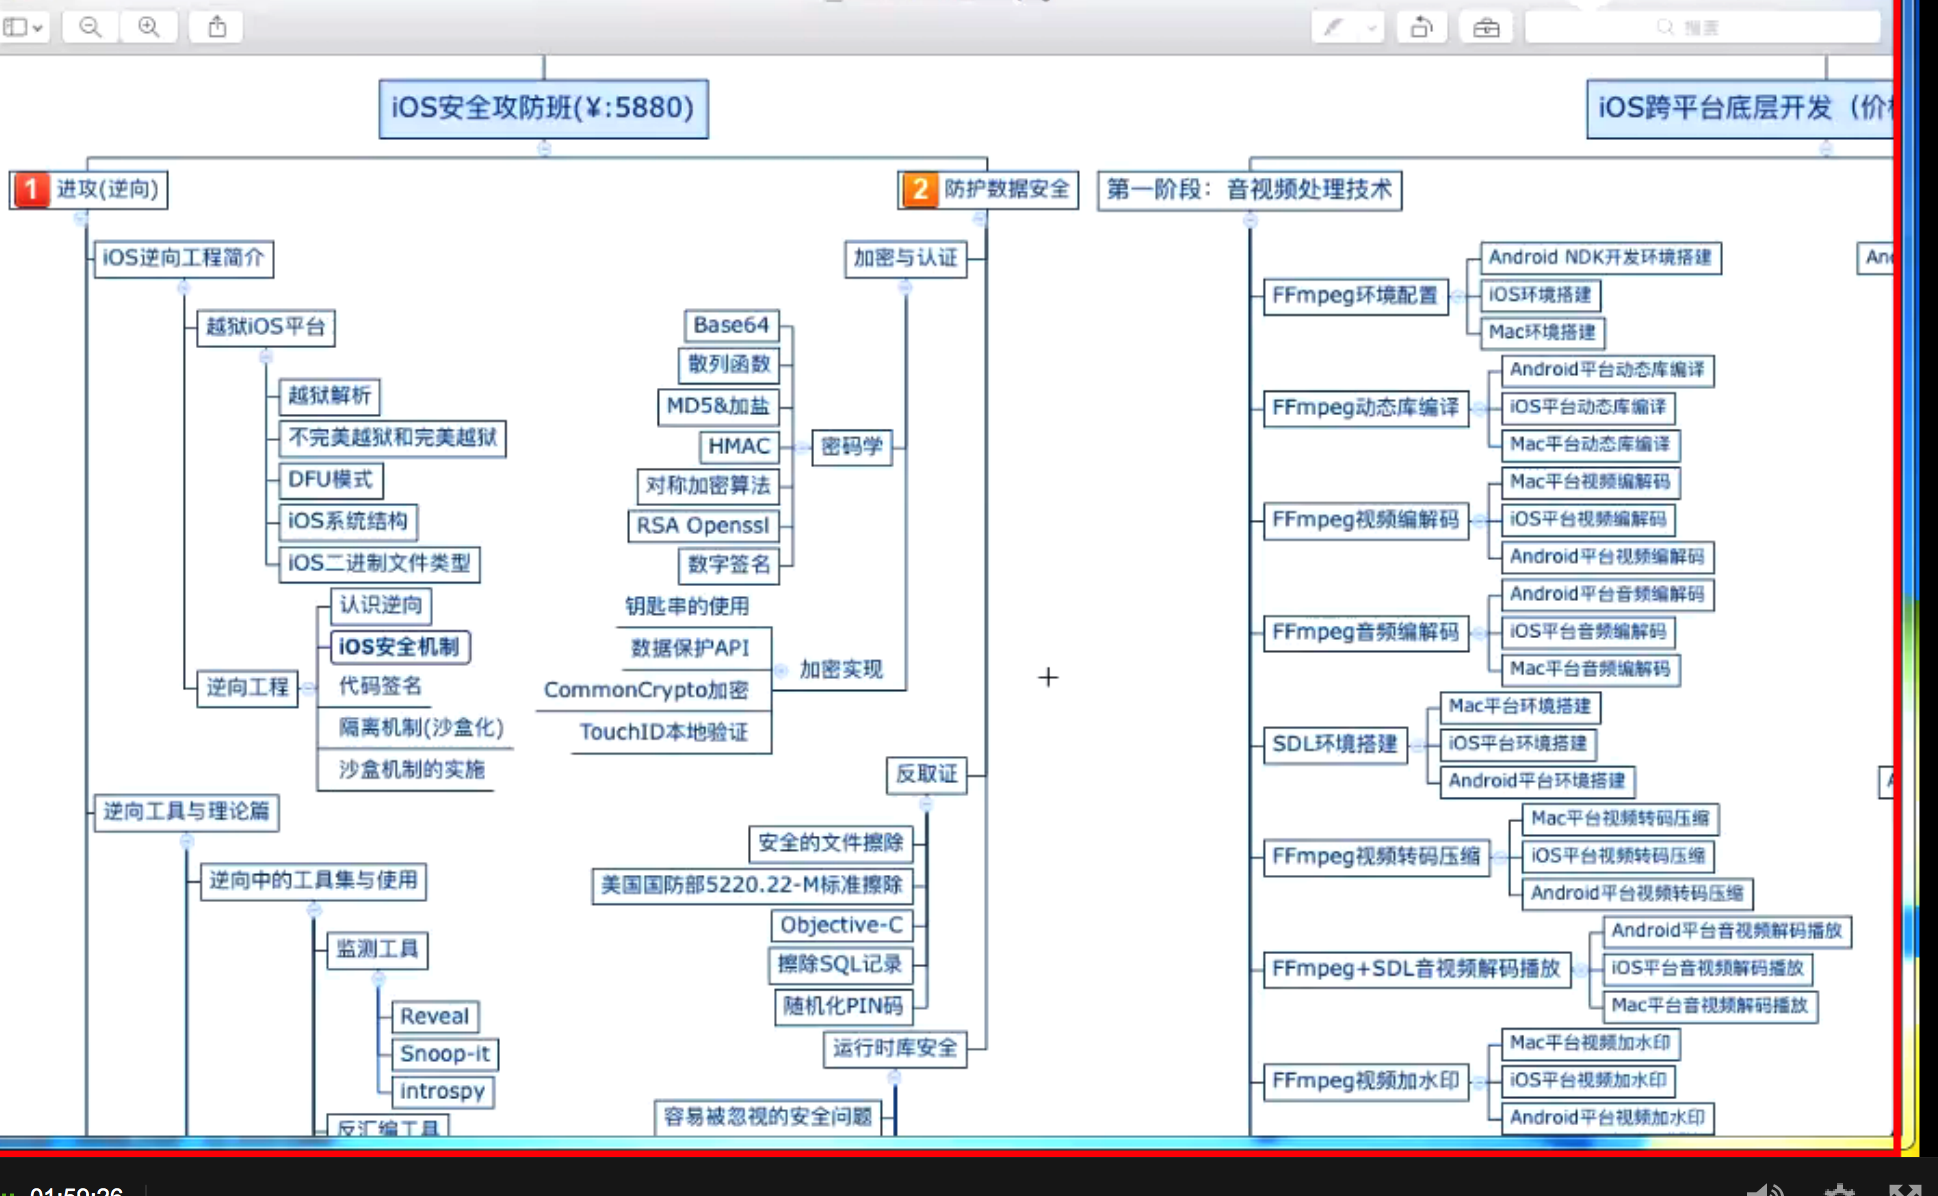 搜索
iOS安全攻防班(¥:5880)
1 进攻(逆向)
iOS逆向工程简介
越狱iOS平台
越狱解析
不完美越狱和完美越狱
DFU模式
iOS系统结构
iOS二进制文件类型
逆向工程
认识逆向
iOS安全机制
代码签名
隔离机制(沙盒化)
沙盒机制的实施
逆向工具与理论篇
逆向中的工具集与使用
监测工具
Reveal
Snoop-it
introspy
反汇编工具
2 防护数据安全
加密与认证
密码学
Base64
散列函数
MD5&加盐
HMAC
对称加密算法
RSA Openssl
数字签名
加密实现
钥匙串的使用
数据保护API
CommonCrypto加密
TouchID本地验证
反取证
安全的文件擦除
美国国防部5220.22-M标准擦除
Objective-C
擦除SQL记录
随机化PIN码
运行时库安全
容易被忽视的安全问题
iOS跨平台底层开发（价
第一阶段：音视频处理技术
FFmpeg环境配置
Android NDK开发环境搭建
iOS环境搭建
Mac环境搭建
FFmpeg动态库编译
Android平台动态库编译
iOS平台动态库编译
Mac平台动态库编译
FFmpeg视频编解码
Mac平台视频编解码
iOS平台视频编解码
Android平台视频编解码
FFmpeg音频编解码
Android平台音频编解码
iOS平台音频编解码
Mac平台音频编解码
SDL环境搭建
Mac平台环境搭建
iOS平台环境搭建
Android平台环境搭建
FFmpeg视频转码压缩
Mac平台视频转码压缩
iOS平台视频转码压缩
Android平台视频转码压缩
FFmpeg+SDL音视频解码播放
Android平台音视频解码播放
iOS平台音视频解码播放
Mac平台音视频解码播放
FFmpeg视频加水印
Mac平台视频加水印
iOS平台视频加水印
Android平台视频加水印
01:59:26